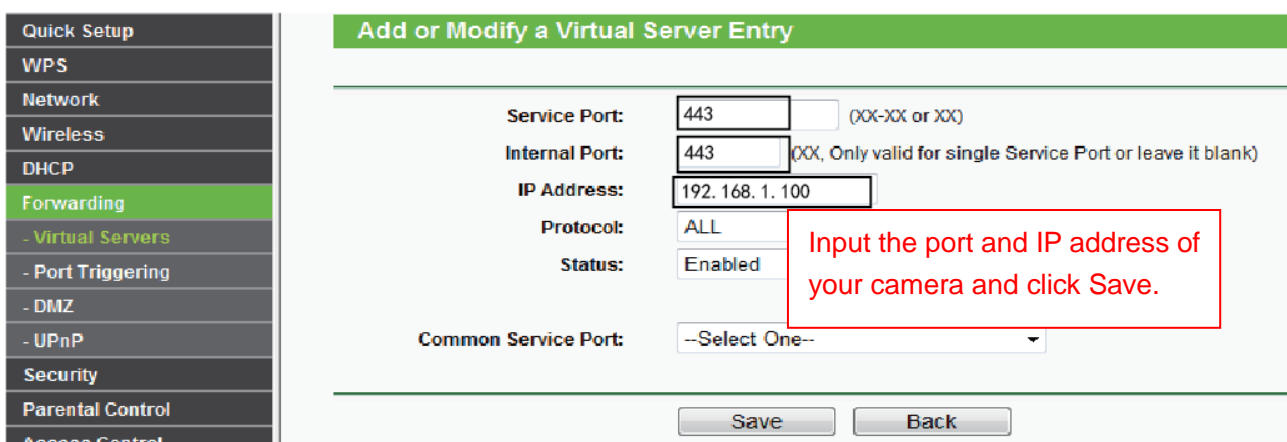 Quick Setup
WPS
Network
Wireless
DHCP
Forwarding
- Virtual Servers
- Port Triggering
- DMZ
- UPnP
Security
Parental Control
Access Control
Add or Modify a Virtual Server Entry
Service Port: 443 (XX-XX or XX)
Internal Port: 443 (XX, Only valid for single Service Port or leave it blank)
IP Address: 192. 168. 1. 100
Protocol: ALL
Status: Enabled
Input the port and IP address of
your camera and click Save.
Common Service Port: --Select One--
Save Back